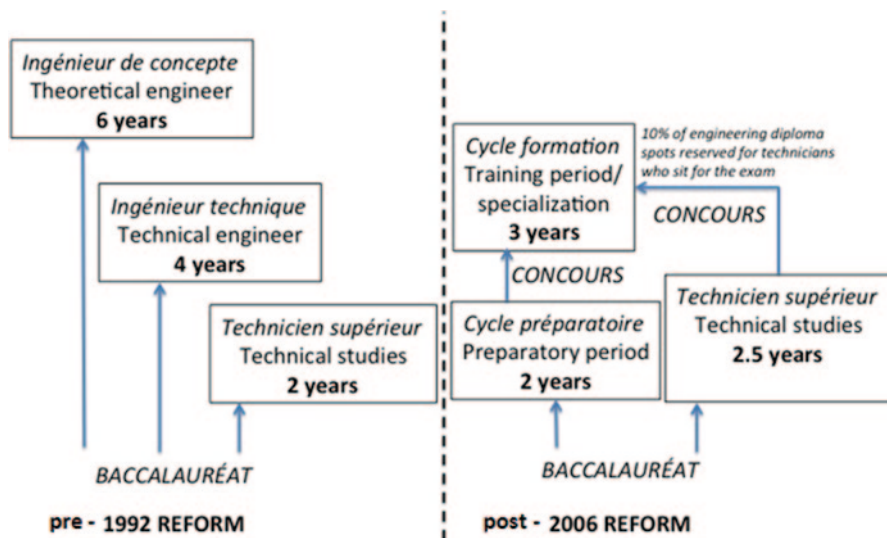 Ingénieur de concepte
Theoretical engineer
6 years
Ingénieur technique
Technical engineer
4 years
Technicien supérieur
Technical studies
2 years
BACCALAURÉAT
pre - 1992 REFORM
Cycle formation
Training period/
specialization
3 years
10% of engineering diploma
spots reserved for technicians
who sit for the exam
CONCOURS
CONCOURS
Cycle préparatoire
Preparatory period
2 years
Technicien supérieur
Technical studies
2.5 years
BACCALAURÉAT
post - 2006 REFORM